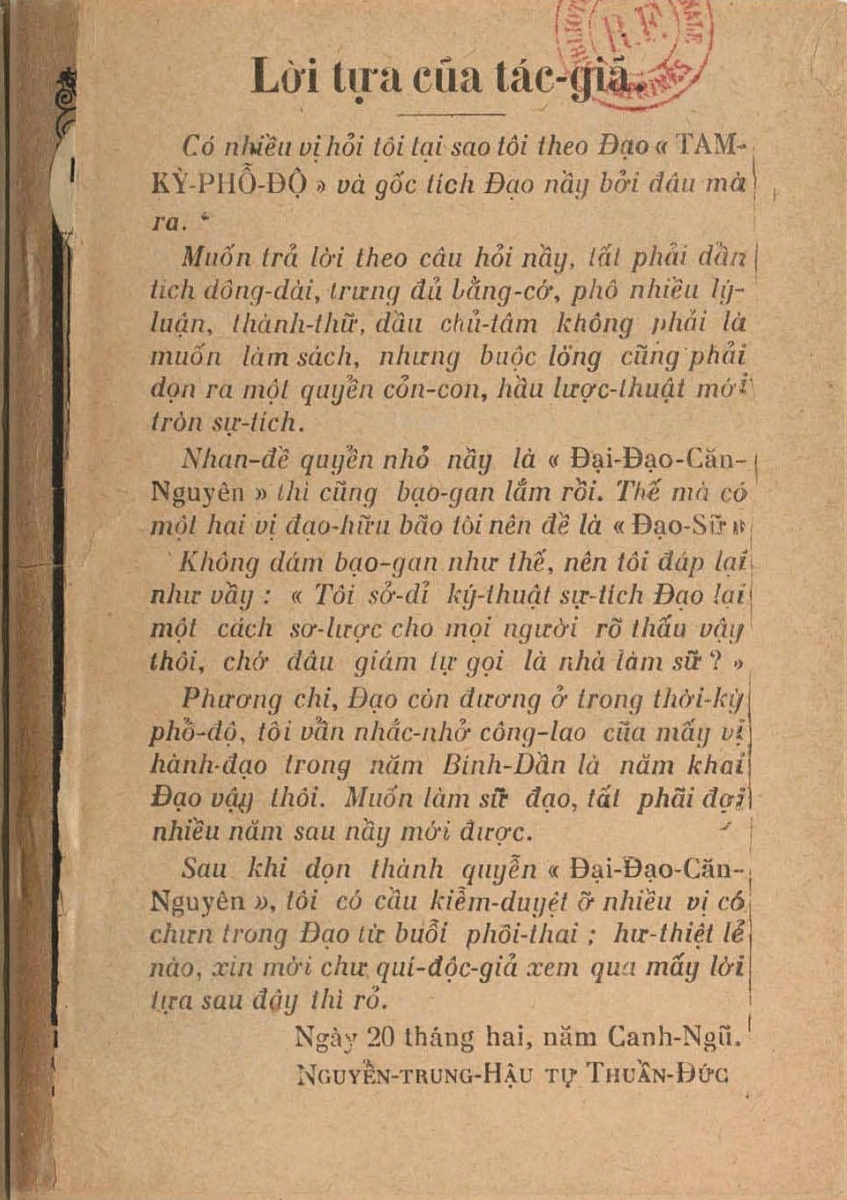 Lời tựa của tác-giả.
Có nhiều vị hỏi tôi tại sao tôi theo Đạo « TAM-
KỲ-PHỖ-ĐỘ » và gốc tích Đạo nầy bởi đâu mà
ra.
Muốn trả lời theo câu hỏi nầy, tất phải dẫn
tích dông-dài, trưng đủ bằng-cớ, phô nhiều lý-
luận, thành-thữ, dầu chủ-tâm không phải là
muốn làm sách, nhưng buộc lòng cũng phải
dọn ra một quyển cỏn-con, hầu lược-thuật mới
tròn sự-tích.
Nhan-đề quyển nhỏ nầy là « Đại-Đạo-Căn-
Nguyên » thì cũng bạo-gan lắm rồi. Thế mà có
một hai vị đạo-hữu bão tôi nên đề là « Đạo-Sữ »
Không dám bạo-gan như thế, nên tôi đáp lại
như vầy : « Tôi sở-dỉ ký-thuật sự-tích Đạo lại
một cách sơ-lược cho mọi người rõ thấu vậy
thôi, chớ đâu giám tự gọi là nhà làm sữ ? »
Phương chi, Đạo còn đương ở trong thời-kỳ
phỗ-độ, tôi vẫn nhắc-nhở công-lao của mấy vị
hành-đạo trong năm Bính-Dần là năm khai
Đạo vậy thôi. Muốn làm sữ đạo, tất phãi đợi
nhiều năm sau nầy mới được.
Sau khi dọn thành quyễn « Đại-Đạo-Căn-
Nguyên », tôi có cầu kiểm-duyệt ỡ nhiều vị có
chưn trong Đạo từ buổi phôi-thai ; hư-thiệt lẻ
nào, xin mời chư quí-độc-giả xem qua mấy lời
tựa sau đây thì rỏ.
Ngày 20 tháng hai, năm Canh-Ngũ.
NGUYỄN-TRUNG-HẬU TỰ THUẦN-ĐỨC